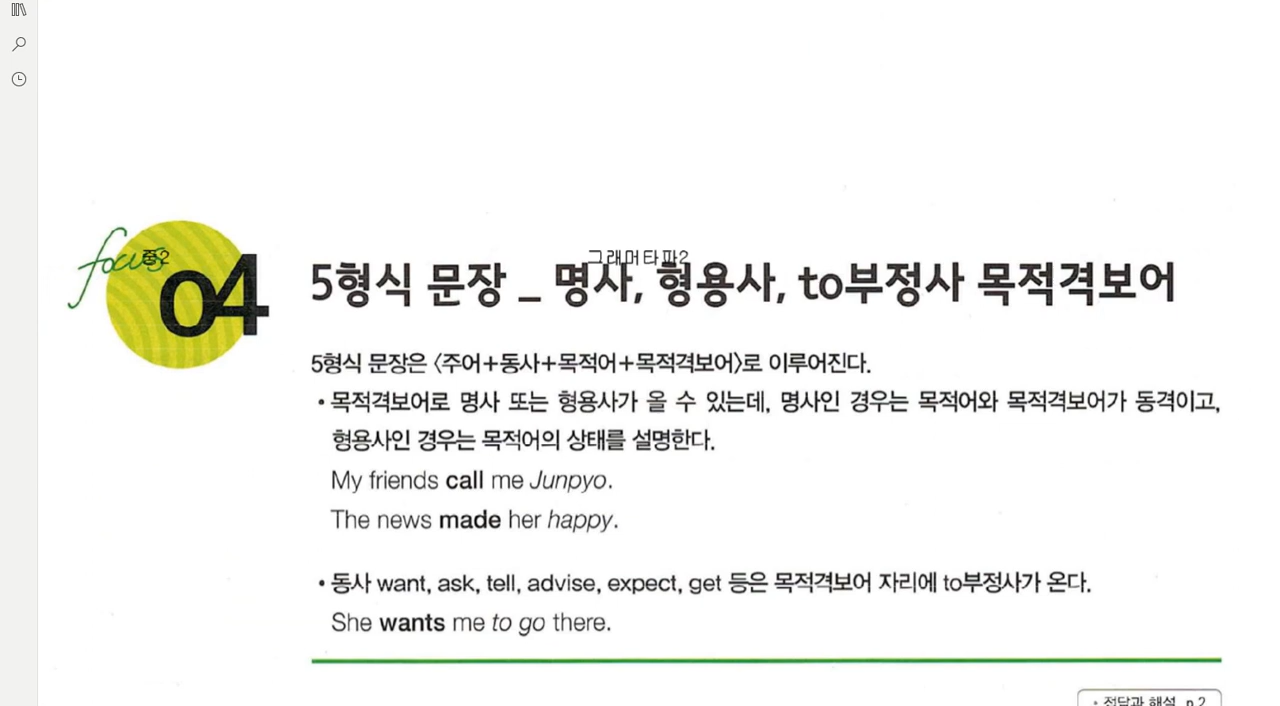 focus
04
중2
그래머타파2
5형식 문장 _ 명사, 형용사, to부정사 목적격보어
5형식 문장은 〈주어+동사+목적어+목적격보어〉로 이루어진다.
• 목적격보어로 명사 또는 형용사가 올 수 있는데, 명사인 경우는 목적어와 목적격보어가 동격이고,
형용사인 경우는 목적어의 상태를 설명한다.
My friends call me Junpyo.
The news made her happy.
• 동사 want, ask, tell, advise, expect, get 등은 목적격보어 자리에 to부정사가 온다.
She wants me to go there.
• 정답과 해설 p.2